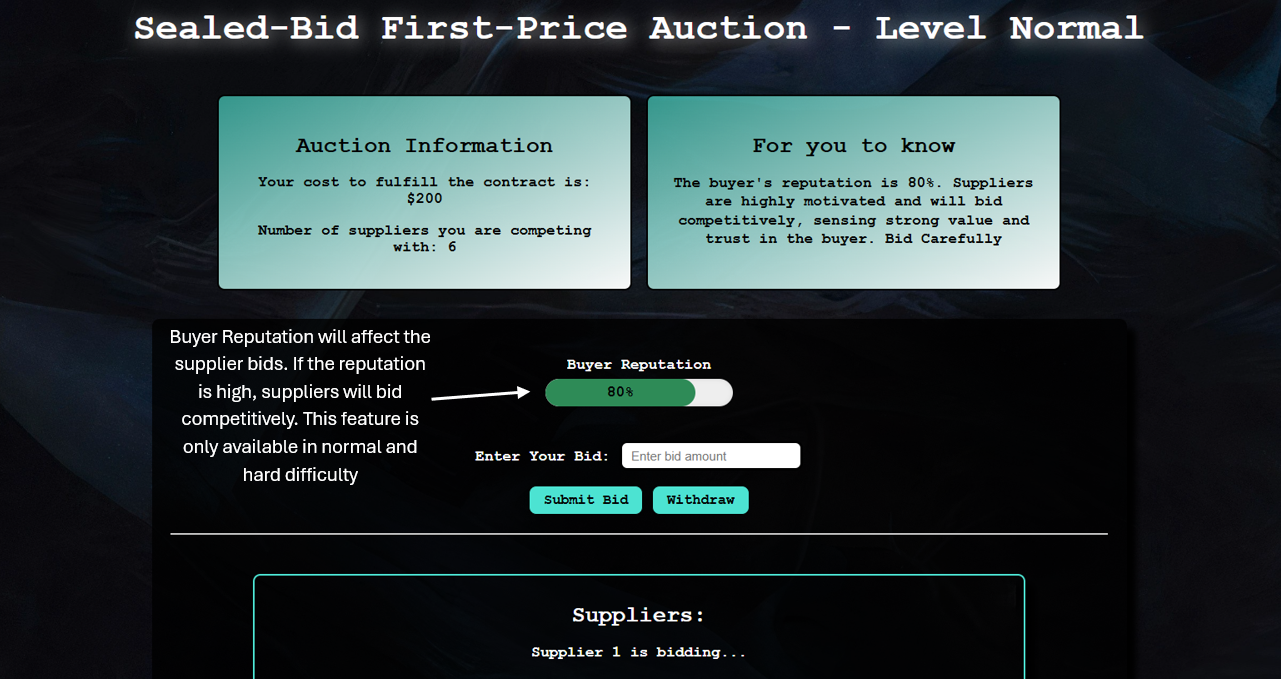 Sealed-Bid First-Price Auction - Level Normal
Auction Information
Your cost to fulfill the contract is:
$200
Number of suppliers you are competing
with: 6
For you to know
The buyer's reputation is 80%. Suppliers
are highly motivated and will bid
competitively, sensing strong value and
trust in the buyer. Bid Carefully
Buyer Reputation will affect the
supplier bids. If the reputation
is high, suppliers will bid
competitively. This feature is
only available in normal and
hard difficulty
Buyer Reputation
80%
Enter Your Bid: Enter bid amount
Submit Bid Withdraw
Suppliers:
Supplier 1 is bidding...